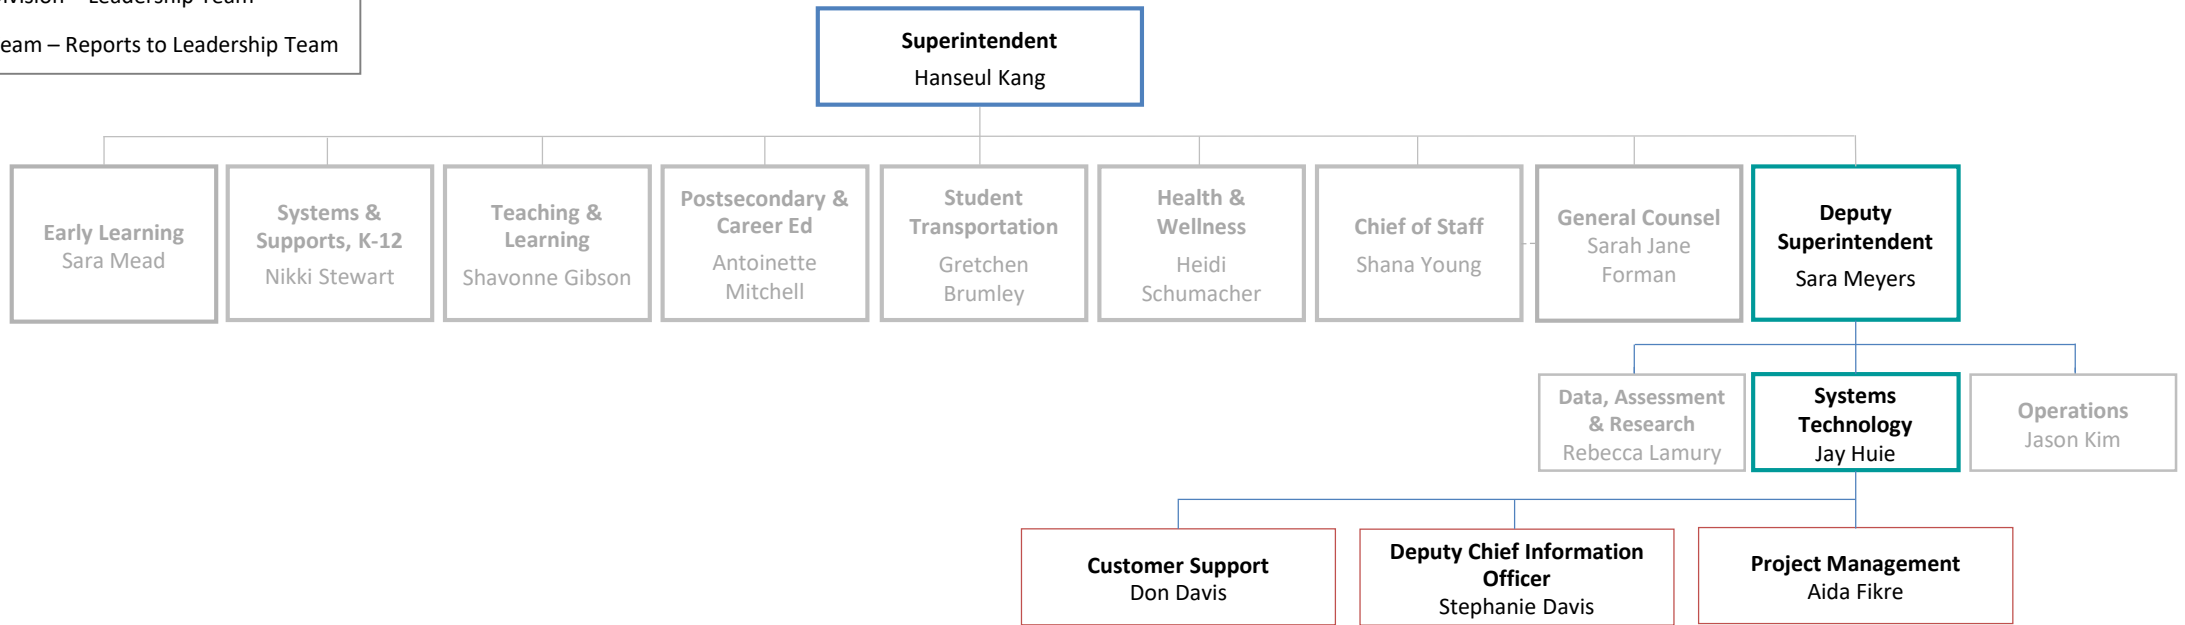 Leadership Team
Reports to Leadership Team
Superintendent
Hanseul Kang
Early Learning
Sara Mead
Systems &
Supports, K-12
Nikki Stewart
Teaching &
Learning
Shavonne Gibson
Postsecondary &
Career Ed
Antoinette
Mitchell
Student
Transportation
Gretchen
Brumley
Health &
Wellness
Heidi
Schumacher
Chief of Staff
Shana Young
General Counsel
Sarah Jane
Forman
Deputy
Superintendent
Sara Meyers
Data, Assessment
& Research
Rebecca Lamury
Systems
Technology
Jay Huie
Operations
Jason Kim
Customer Support
Don Davis
Deputy Chief Information
Officer
Stephanie Davis
Project Management
Aida Fikre